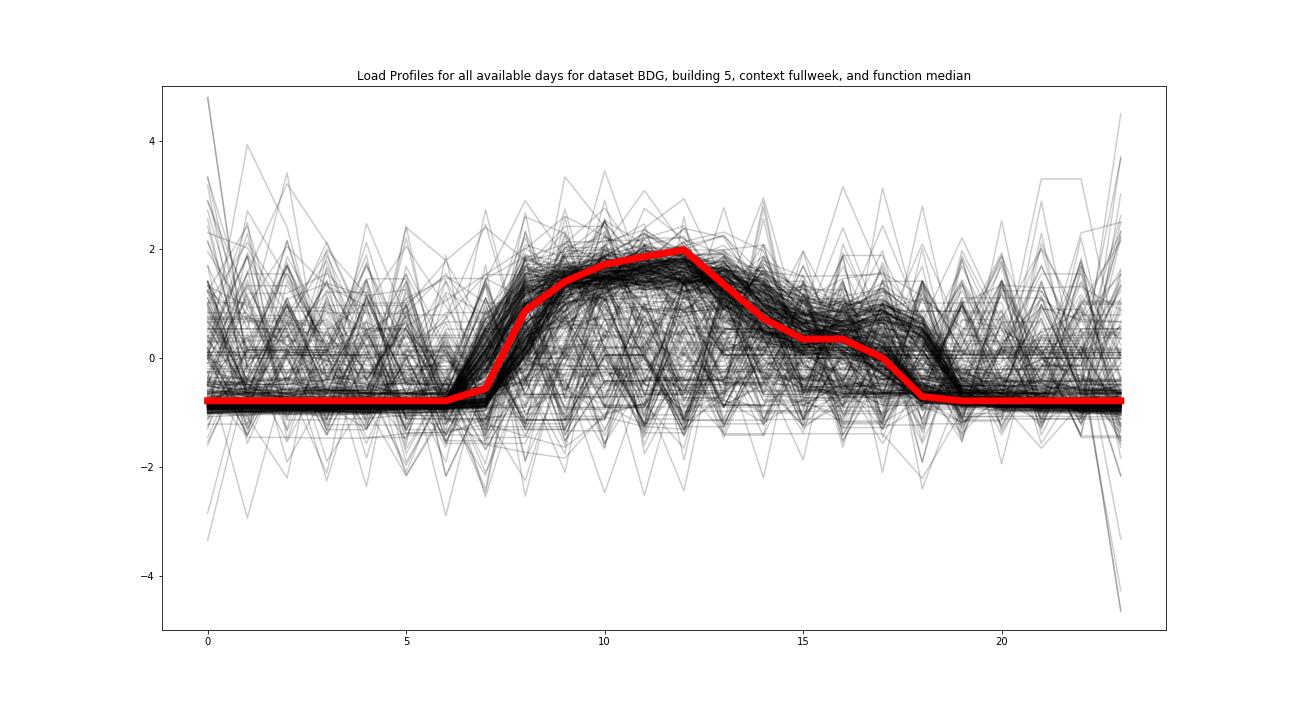 Load Profiles for all available days for dataset BDG, building 5, context fullweek, and function median
4
2
0
−2
−4
0 5 10 15 20